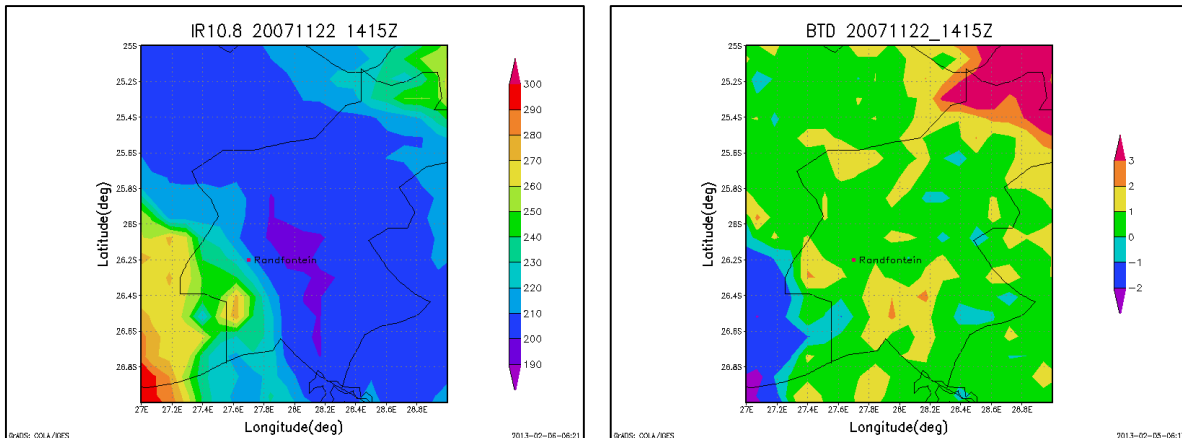 IR10.8 20071122 1415Z
25S
25.2S
25.4S
25.6S
25.8S
26S
26.2S
26.4S
26.6S
26.8S
Latitude(deg)
Randfontein
27E
27.2E
27.4E
27.6E
27.8E
28E
28.2E
28.4E
28.6E
28.8E
Longitude(deg)
300
290
280
270
260
250
240
230
220
210
200
190
GrADS: COLA/IGES
2013-02-06-06:21
BTD 20071122_1415Z
25S
25.2S
25.4S
25.6S
25.8S
26S
26.2S
26.4S
26.6S
26.8S
Latitude(deg)
Randfontein
27E
27.2E
27.4E
27.6E
27.8E
28E
28.2E
28.4E
28.6E
28.8E
Longitude(deg)
3
2
1
0
−1
−2
GrADS: COLA/IGES